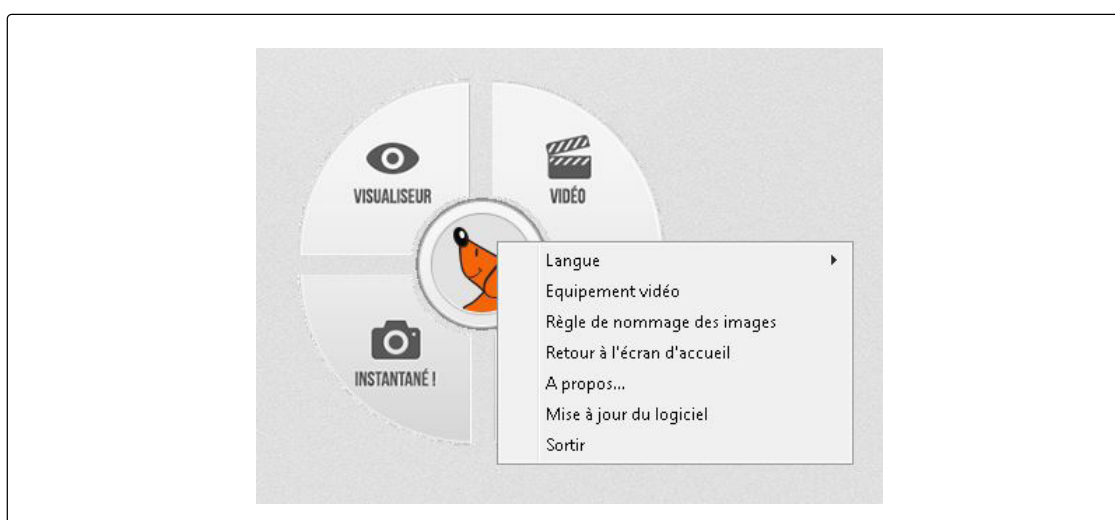 VISUALISEUR
VIDÉO
INSTANTANÉ !
Langue
Equipement vidéo
Règle de nommage des images
Retour à l'écran d'accueil
A propos...
Mise à jour du logiciel
Sortir